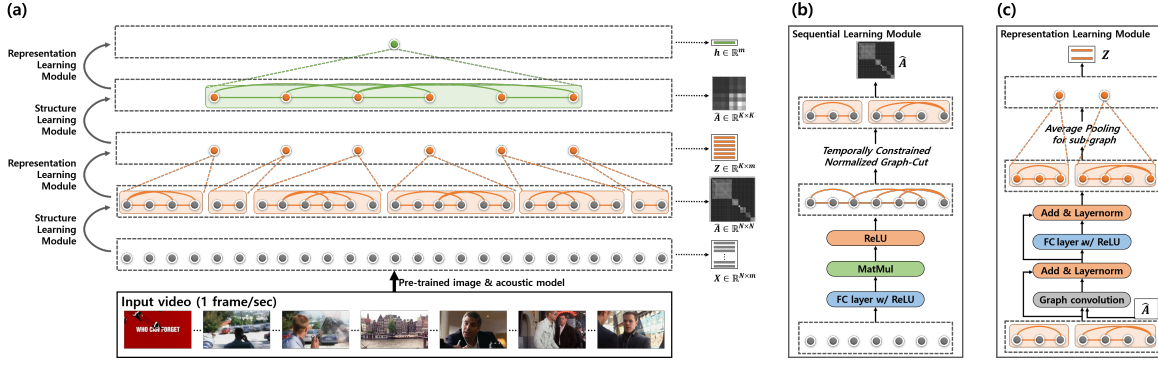 (a)
Representation
Learning
Module
Structure
Learning
Module
Representation
Learning
Module
Structure
Learning
Module
h ∈ ℝ^m
Â ∈ ℝ^{K×K}
Z ∈ ℝ^{K×m}
Â ∈ ℝ^{N×N}
X ∈ ℝ^{N×m}
Pre-trained image & acoustic model
Input video (1 frame/sec)
WHO CAN FORGET
(b)
Sequential Learning Module
Â
Temporally Constrained
Normalized Graph-Cut
ReLU
MatMul
FC layer w/ ReLU
(c)
Representation Learning Module
Z
Average Pooling
for sub-graph
Add & Layernorm
FC layer w/ ReLU
Add & Layernorm
Graph convolution
Â